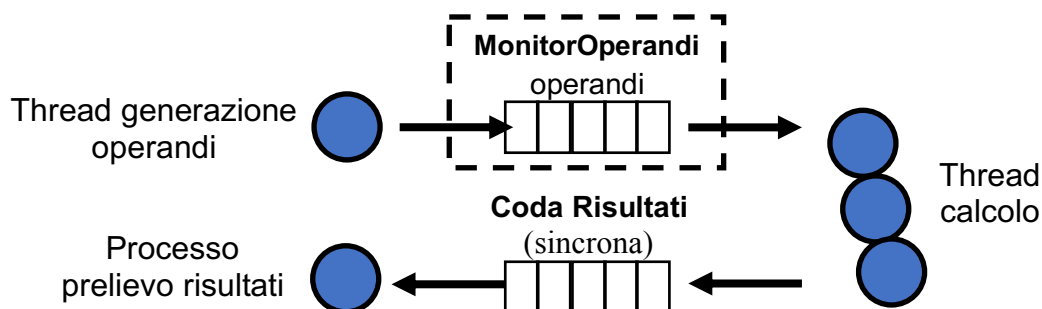 MonitorOperandi
operandi
Thread generazione
operandi
Thread
calcolo
Coda Risultati
(sincrona)
Processo
prelievo risultati